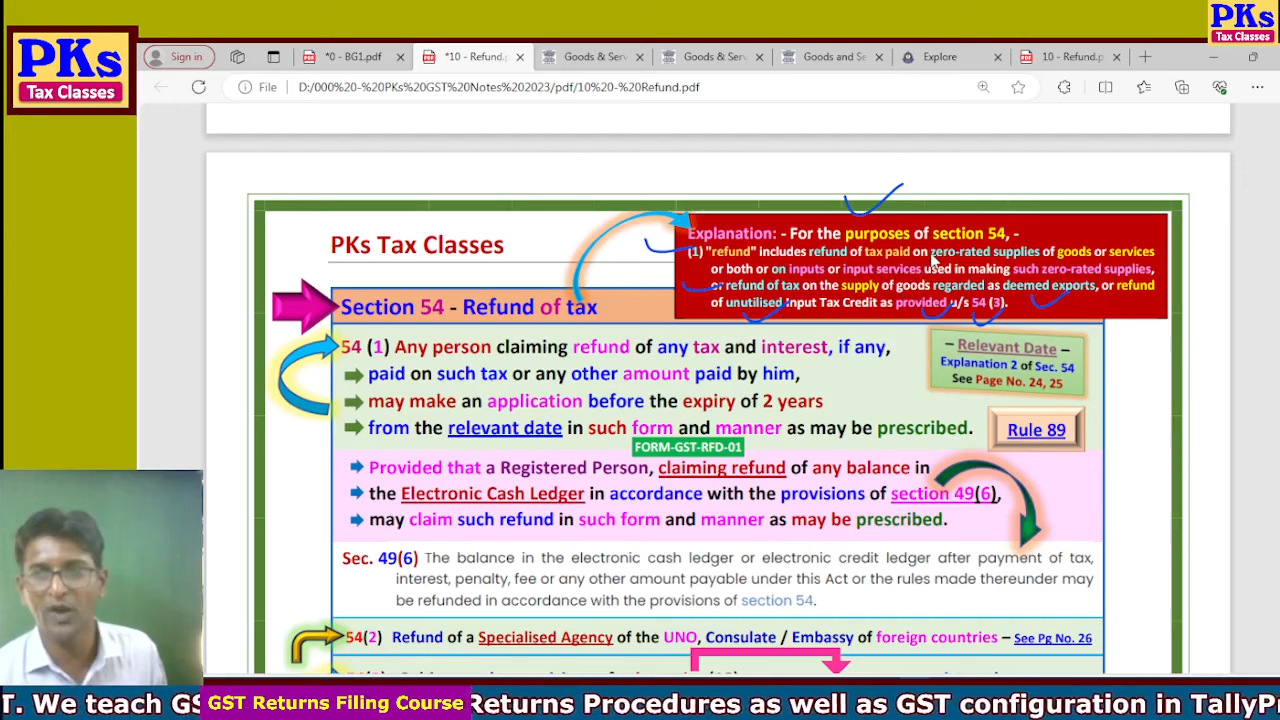 PKs
Tax Classes
PKs
Tax Classes
Sign in
*0 - BG1.pdf
*10 - Refund.p
Goods & Serv
Goods & Serv
Goods and Se
Explore
10 - Refund.p
File
D:/000%20-%20PKs%20GST%20Notes%202023/pdf/10%20-%20Refund.pdf
PKs Tax Classes
Explanation: - For the purposes of section 54, -
(1) "refund" includes refund of tax paid on zero-rated supplies of goods or services
or both or on inputs or input services used in making such zero-rated supplies,
or refund of tax on the supply of goods regarded as deemed exports, or refund
of unutilised Input Tax Credit as provided u/s 54 (3).
Section 54 - Refund of tax
54 (1) Any person claiming refund of any tax and interest, if any,
paid on such tax or any other amount paid by him,
may make an application before the expiry of 2 years
from the relevant date in such form and manner as may be prescribed.
FORM-GST-RFD-01
– Relevant Date –
Explanation 2 of Sec. 54
See Page No. 24, 25
Rule 89
Provided that a Registered Person, claiming refund of any balance in
the Electronic Cash Ledger in accordance with the provisions of section 49(6),
may claim such refund in such form and manner as may be prescribed.
Sec. 49(6) The balance in the electronic cash ledger or electronic credit ledger after payment of tax,
interest, penalty, fee or any other amount payable under this Act or the rules made thereunder may
be refunded in accordance with the provisions of section 54.
54(2) Refund of a Specialised Agency of the UNO, Consulate / Embassy of foreign countries – See Pg No. 26
T. We teach GS
GST Returns Filing Course
Returns Procedures as well as GST configuration in TallyP